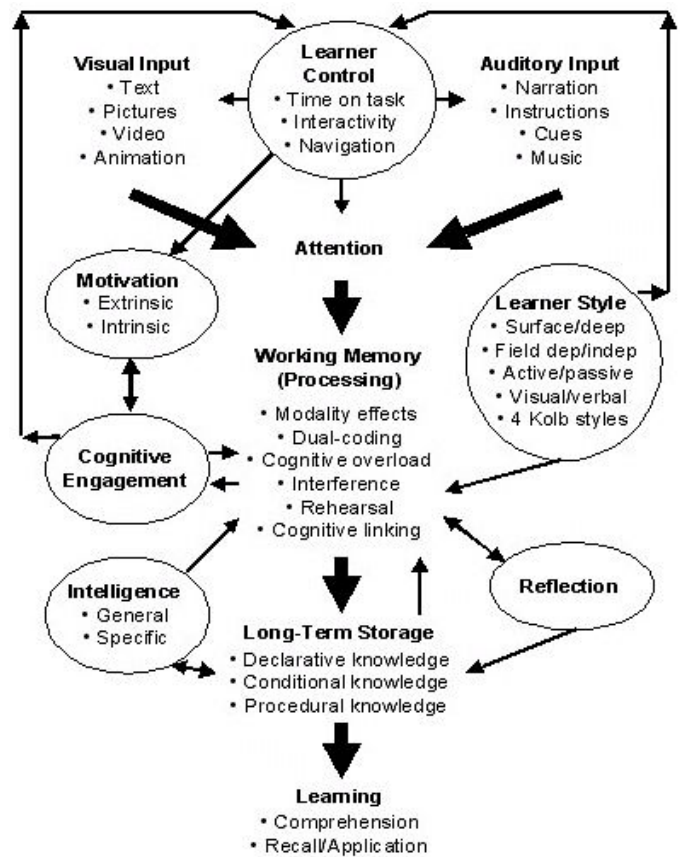 Visual Input
• Text
• Pictures
• Video
• Animation
Learner
Control
• Time on task
• Interactivity
• Navigation
Auditory Input
• Narration
• Instructions
• Cues
• Music
Attention
Motivation
• Extrinsic
• Intrinsic
Learner Style
• Surface/deep
• Field dep/indep
• Active/passive
• Visual/verbal
• 4 Kolb styles
Working Memory
(Processing)
• Modality effects
• Dual-coding
• Cognitive overload
• Interference
• Rehearsal
• Cognitive linking
Cognitive
Engagement
Intelligence
• General
• Specific
Reflection
Long-Term Storage
• Declarative knowledge
• Conditional knowledge
• Procedural knowledge
Learning
• Comprehension
• Recall/Application